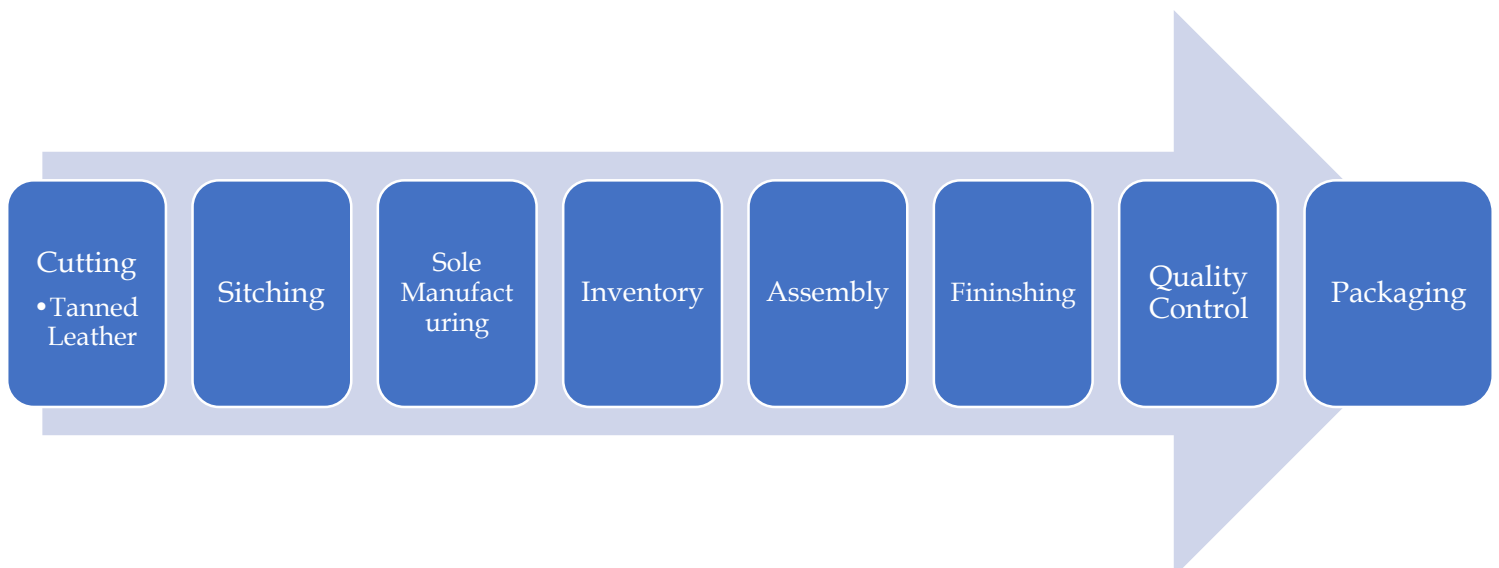 Cutting
•Tanned
Leather
Sitching
Sole
Manufact
uring
Inventory
Assembly
Fininshing
Quality
Control
Packaging